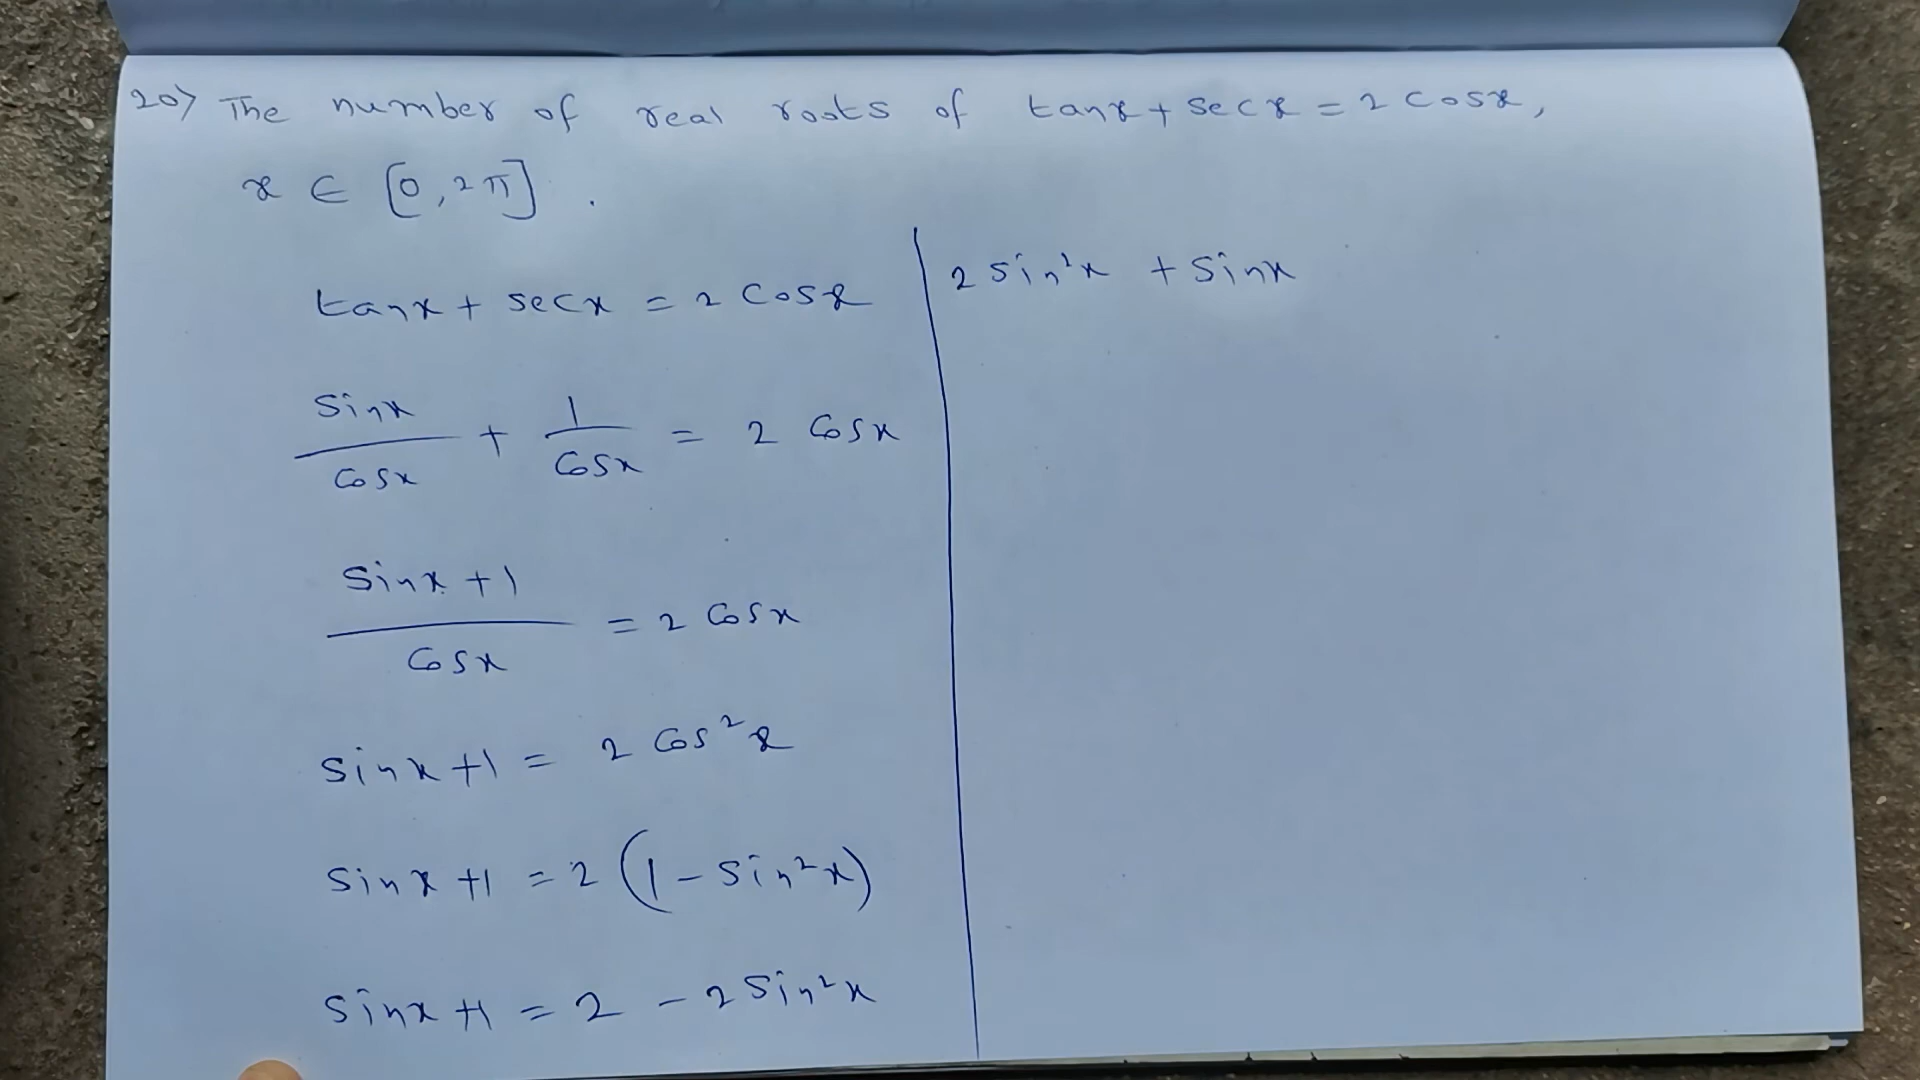 20) The number of real roots of tanx + secx = 2 cosx,
x ∈ [0, 2π] .
tanx + secx = 2 cosx
sinx/cosx + 1/cosx = 2 cosx
sinx + 1/cosx = 2 cosx
sinx + 1 = 2 cos²x
sinx + 1 = 2 (1 - sin²x)
sinx + 1 = 2 - 2 sin²x
2 sin²x + sinx